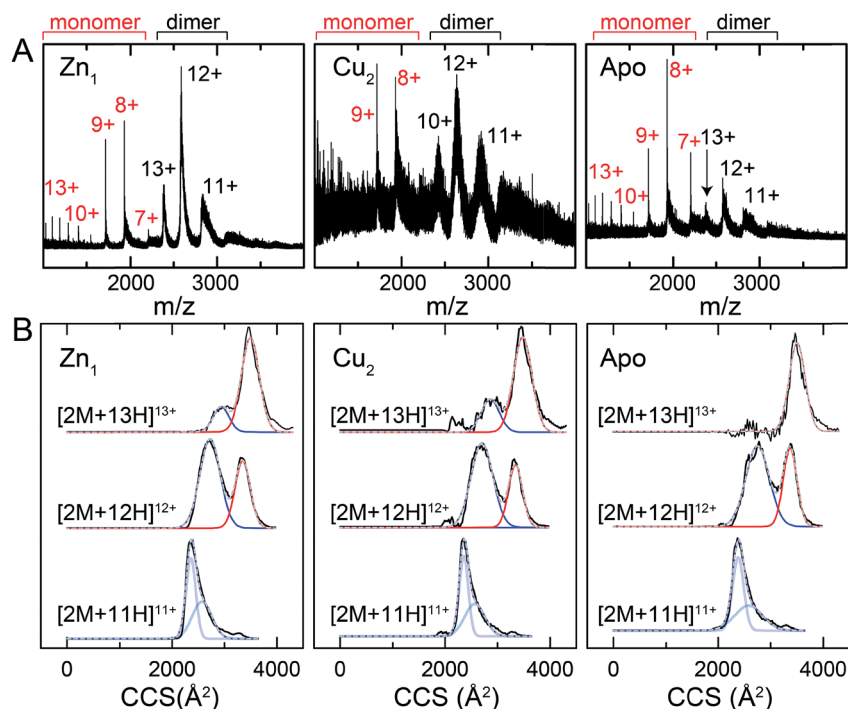 monomer dimer monomer dimer monomer dimer
A
Zn1
12+
8+
9+
13+
13+
10+
7+
11+
2000 3000
m/z
Cu2
12+
8+
9+
10+
11+
2000 3000
m/z
Apo
8+
9+
7+
13+
13+
12+
10+
11+
2000 3000
m/z
B
Zn1
[2M+13H]13+
[2M+12H]12+
[2M+11H]11+
0 2000 4000
CCS(Å2)
Cu2
[2M+13H]13+
[2M+12H]12+
[2M+11H]11+
0 2000 4000
CCS (Å2)
Apo
[2M+13H]13+
[2M+12H]12+
[2M+11H]11+
0 2000 4000
CCS (Å2)